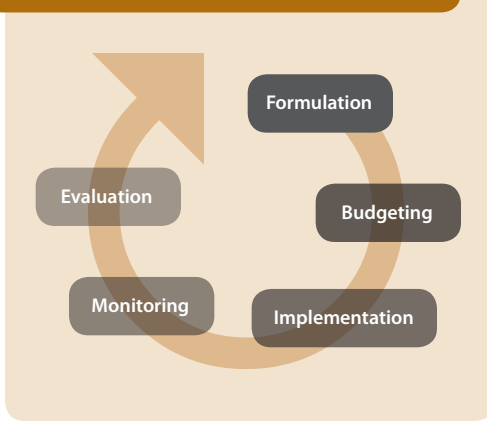 Formulation
Budgeting
Implementation
Monitoring
Evaluation